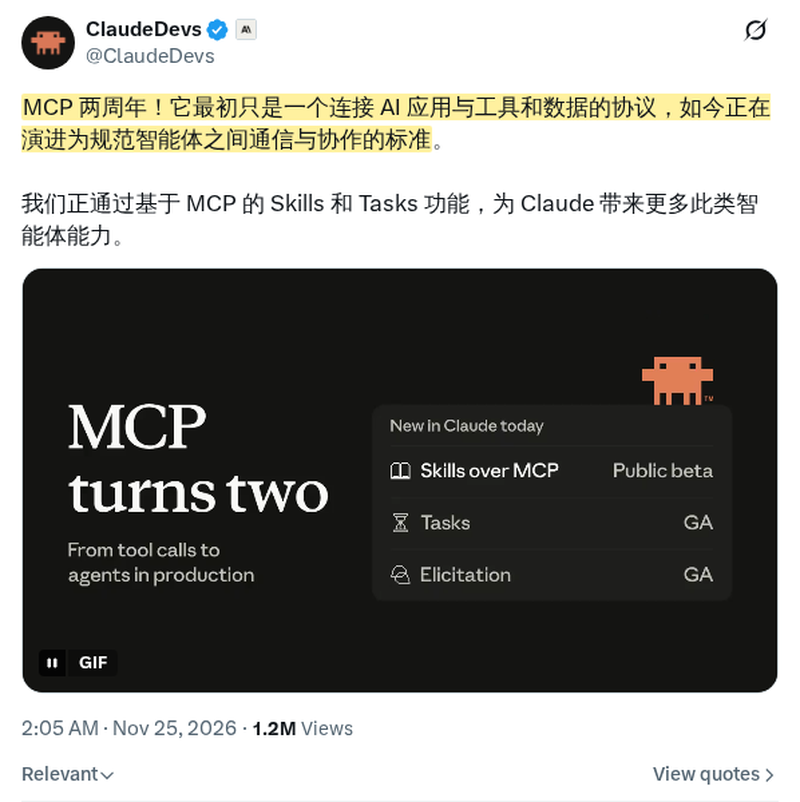 ClaudeDevs
@ClaudeDevs
MCP 两周年！它最初只是一个连接 AI 应用与工具和数据的协议，如今正在
演进为规范智能体之间通信与协作的标准。
我们正通过基于 MCP 的 Skills 和 Tasks 功能，为 Claude 带来更多此类智
能体能力。
MCP
turns two
From tool calls to
agents in production
TM
New in Claude today
Skills over MCP Public beta
Tasks GA
Elicitation GA
GIF
2:05 AM · Nov 25, 2026 · 1.2M Views
Relevant
View quotes